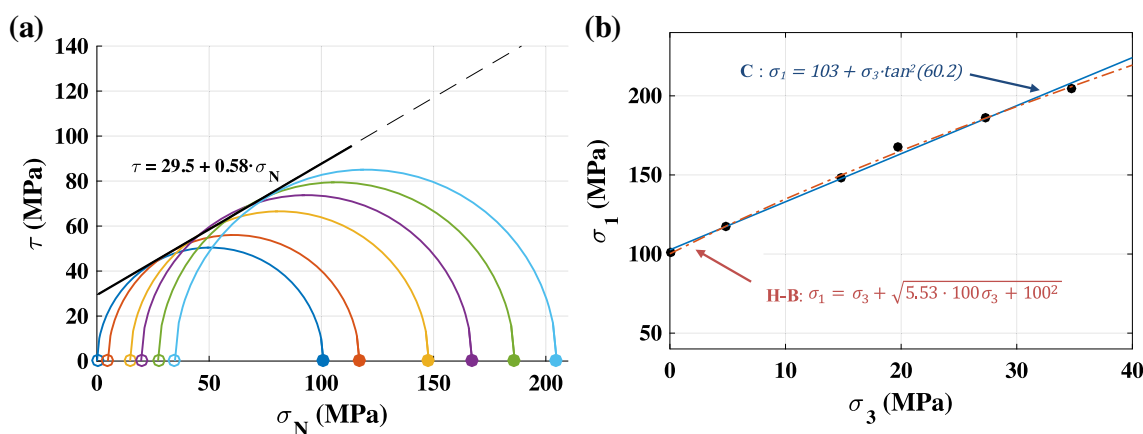 (a)
140
120
100
80
60
40
20
0
τ (MPa)
τ = 29.5 + 0.58·σN
0 50 100 150 200
σN (MPa)
(b)
200
150
100
50
σ1 (MPa)
C : σ1 = 103 + σ3·tan²(60.2)
H-B: σ1 = σ3 + √5.53 · 100σ3 + 100²
0 10 20 30 40
σ3 (MPa)